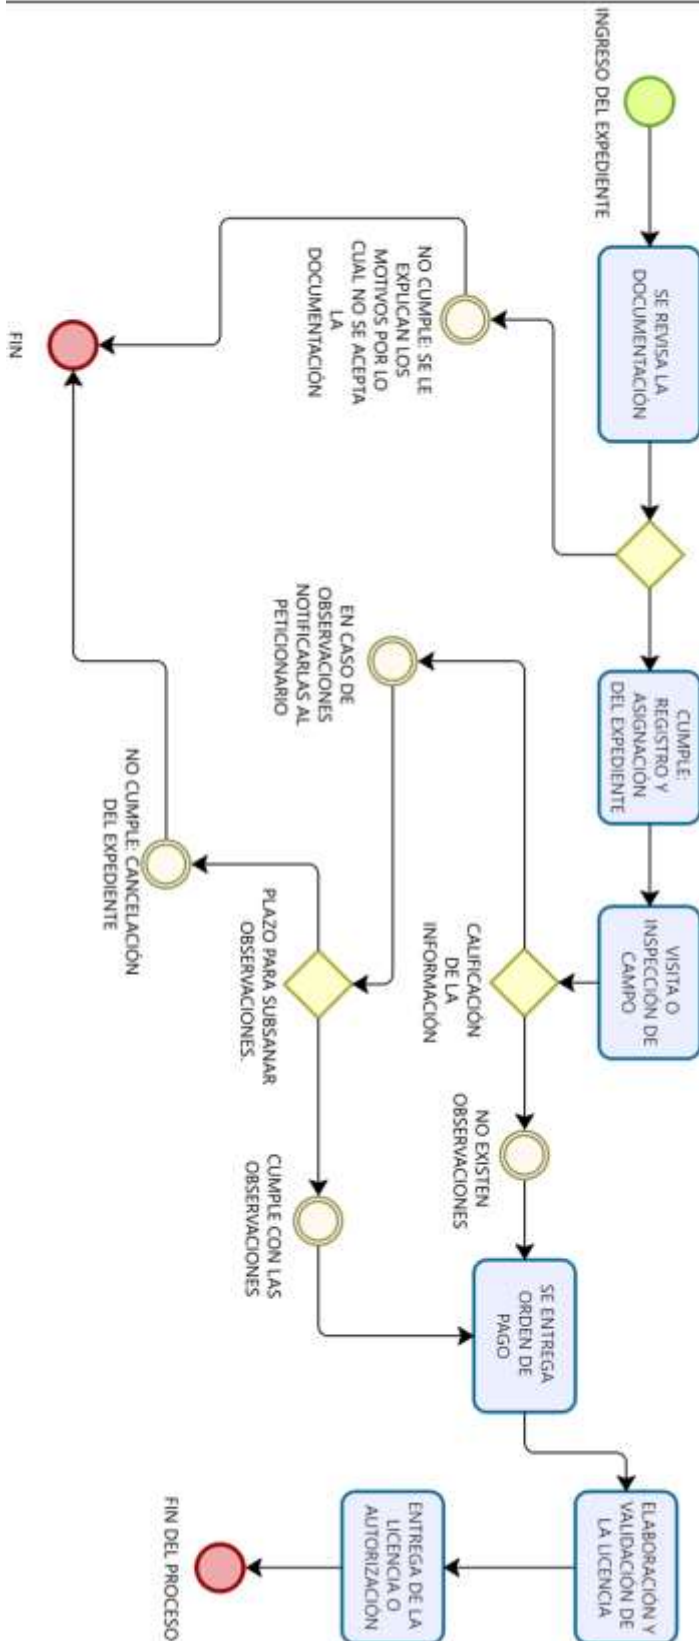 INGRESO DEL EXPEDIENTE
SE REVISA LA
DOCUMENTACIÓN
NO CUMPLE: SE LE
EXPLICAN LOS
MOTIVOS POR LO
CUAL NO SE ACEPTA
LA
DOCUMENTACIÓN
FIN
CUMPLE:
REGISTRO Y
ASIGNACIÓN
DEL EXPEDIENTE
VISITA O
INSPECCIÓN DE
CAMPO
CALIFICACIÓN
DE LA
INFORMACIÓN
EN CASO DE
OBSERVACIONES
NOTIFICARLAS AL
PETICIONARIO
PLAZO PARA SUBSANAR
OBSERVACIONES.
NO CUMPLE: CANCELACIÓN
DEL EXPEDIENTE
NO EXISTEN
OBSERVACIONES
CUMPLE CON LAS
OBSERVACIONES
SE ENTREGA
ORDEN DE
PAGO
ELABORACIÓN Y
VALIDACIÓN DE
LA LICENCIA
ENTREGA DE LA
LICENCIA O
AUTORIZACIÓN
FIN DEL PROCESO